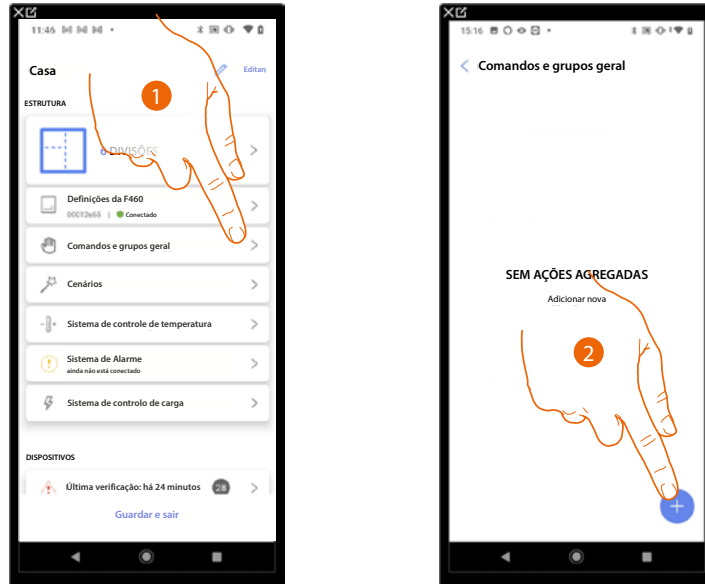 11:46
Casa
Editar
ESTRUTURA
1
6 DIVISÕES
Definições da F460
00012e65 | Conectado
Comandos e grupos geral
Cenários
Sistema de controle de temperatura
Sistema de Alarme
ainda não está conectado
Sistema de controlo de carga
DISPOSITIVOS
Última verificação: há 24 minutos 28
Guardar e sair
15:16
Comandos e grupos geral
SEM AÇÕES AGREGADAS
Adicionar nova
2